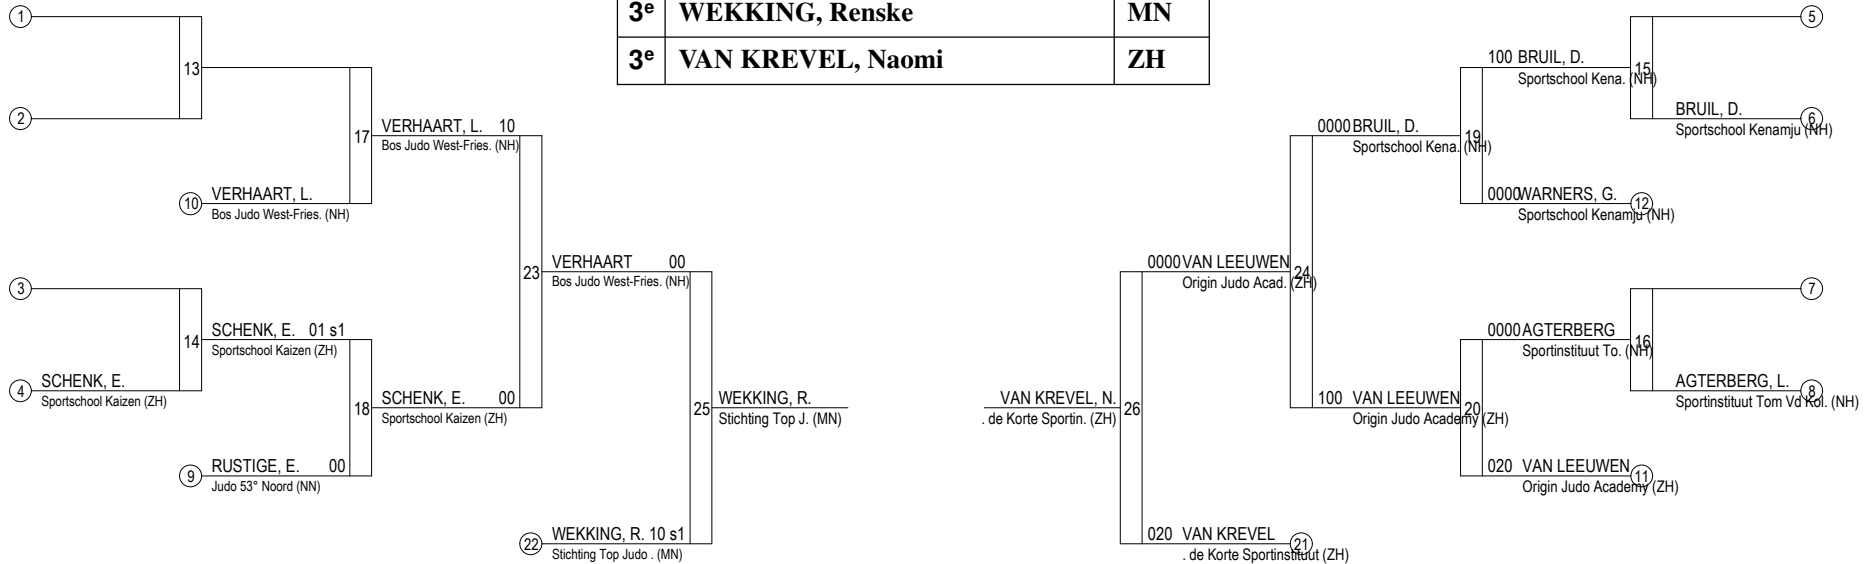 3e WEKKING, Renske MN
3e VAN KREVEL, Naomi ZH
1
13
2
17
VERHAART, L. 10
Bos Judo West-Fries. (NH)
10
VERHAART, L.
Bos Judo West-Fries. (NH)
23
VERHAART 00
Bos Judo West-Fries. (NH)
3
14
SCHENK, E. 01 s1
Sportschool Kaizen (ZH)
4
SCHENK, E.
Sportschool Kaizen (ZH)
18
SCHENK, E. 00
Sportschool Kaizen (ZH)
9
RUSTIGE, E. 00
Judo 53° Noord (NN)
25
WEKKING, R.
Stichting Top J. (MN)
22
WEKKING, R. 10 s1
Stichting Top Judo . (MN)
5
100 BRUIL, D.
Sportschool Kena. (NH)
15
BRUIL, D.
Sportschool Kenamju (NH)
6
0000 BRUIL, D.
Sportschool Kena. (NH)
19
0000 WARNERS, G.
Sportschool Kenamju (NH)
12
0000 VAN LEEUWEN
Origin Judo Acad. (ZH)
24
7
0000 AGTERBERG
Sportinstituut To. (NH)
16
AGTERBERG, L.
Sportinstituut Tom Vd Kol. (NH)
8
VAN KREVEL, N.
. de Korte Sportin. (ZH)
26
100 VAN LEEUWEN
Origin Judo Academy (ZH)
20
020 VAN LEEUWEN
Origin Judo Academy (ZH)
11
020 VAN KREVEL
. de Korte Sportinstituut (ZH)
21